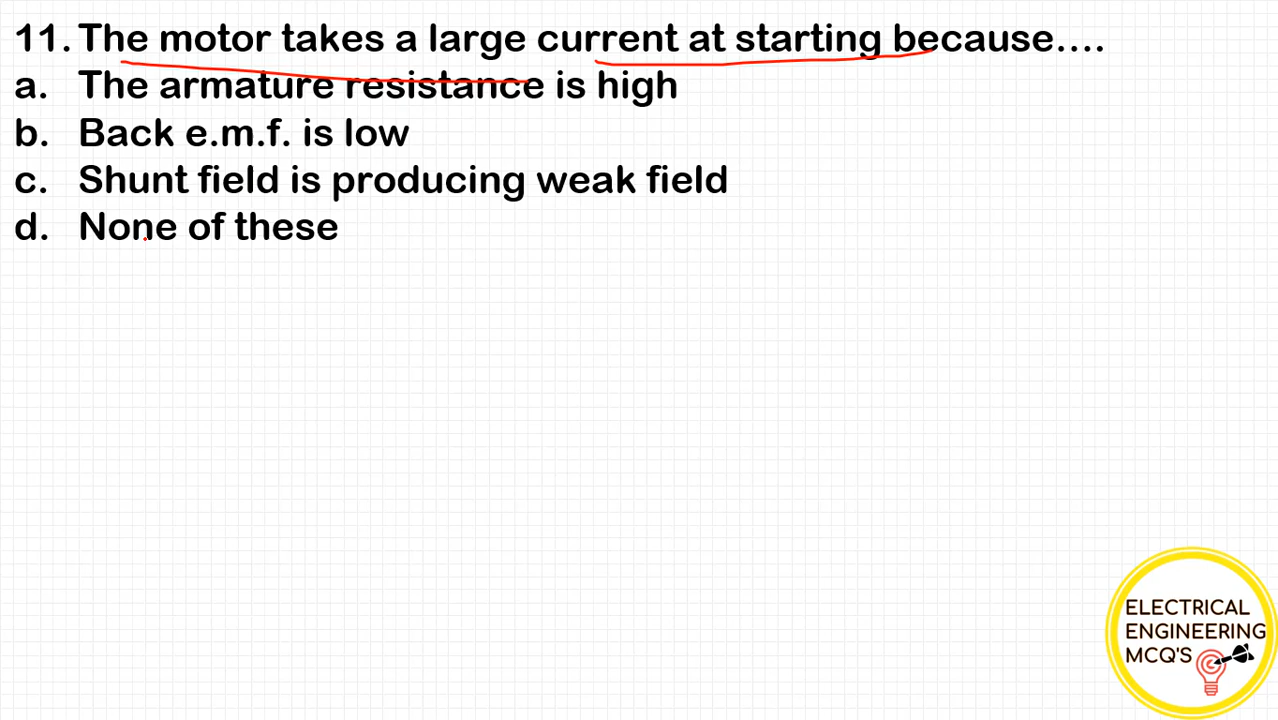 11. The motor takes a large current at starting because....
a. The armature resistance is high
b. Back e.m.f. is low
c. Shunt field is producing weak field
d. None of these
ELECTRICAL
ENGINEERING
MCQ'S